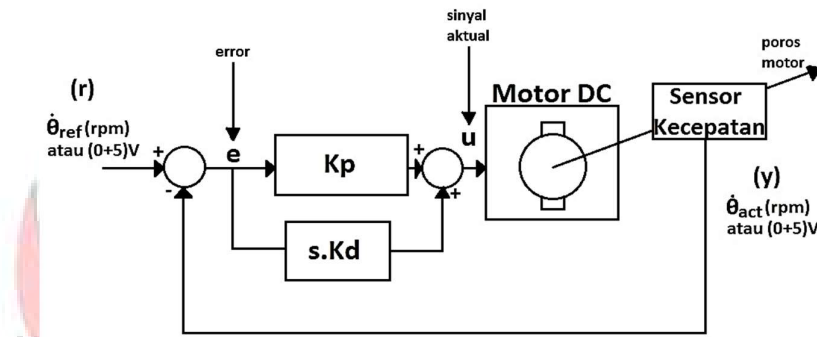 sinyal
aktual
error
poros
motor
(r)
θ̇ref (rpm)
atau (0+5)V
+
-
e
Kp
+
+
u
Motor DC
Sensor
Kecepatan
s.Kd
(y)
θ̇act (rpm)
atau (0+5)V